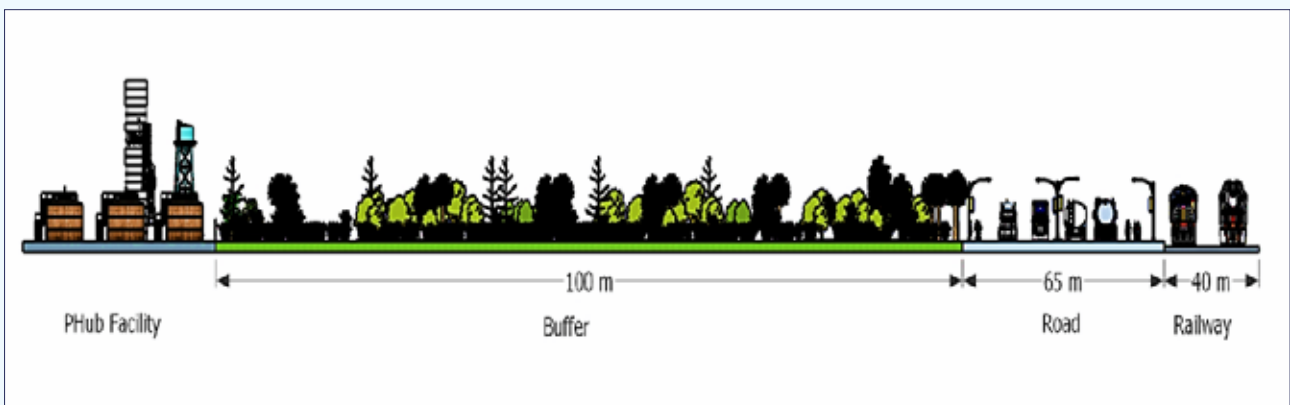 100 m
65 m
40 m
PHub Facility
Buffer
Road
Railway